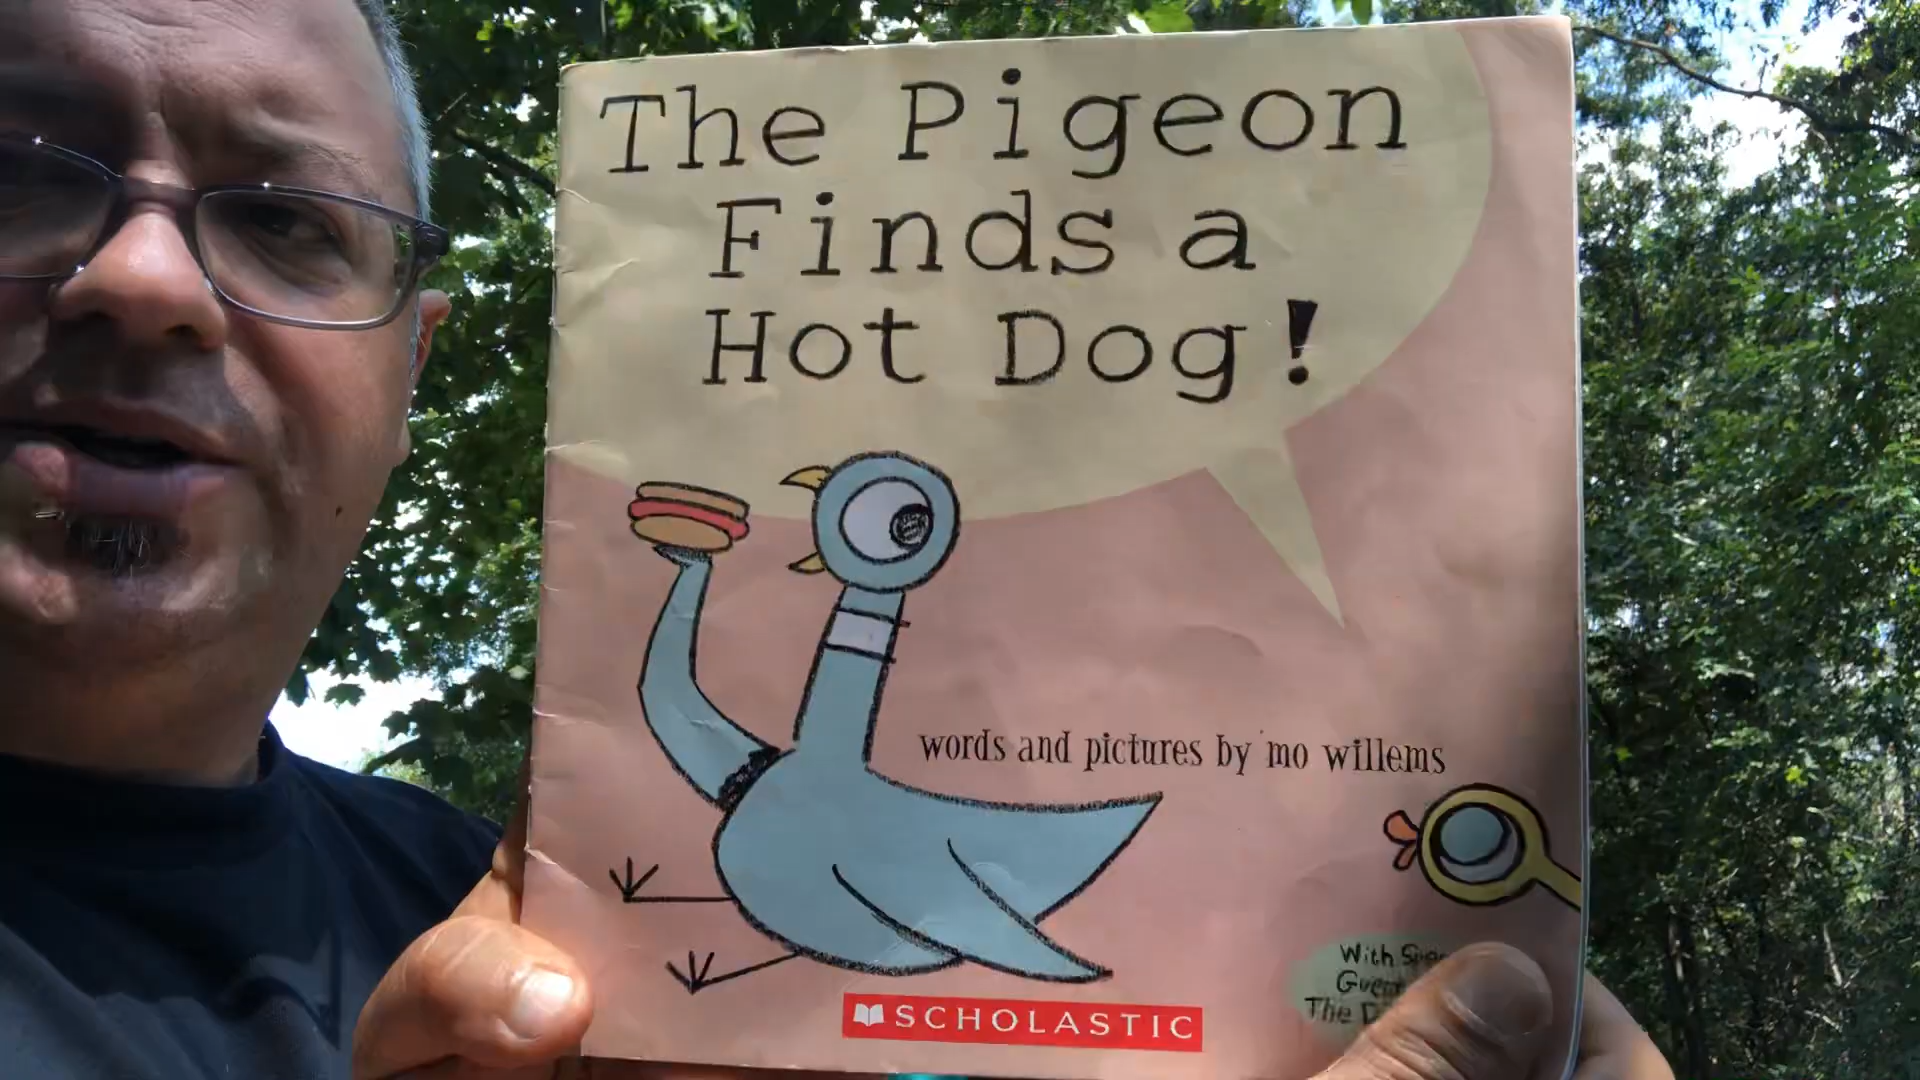 The Pigeon
Finds a
Hot Dog!
words and pictures by mo willems
With
The
SCHOLASTIC